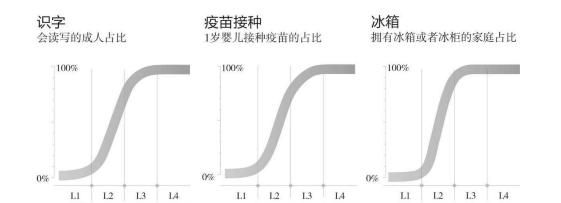 识字
会读写的成人占比
100%
0%
L1 L2 L3 L4
疫苗接种
1岁婴儿接种疫苗的占比
100%
0%
L1 L2 L3 L4
冰箱
拥有冰箱或者冰柜的家庭占比
100%
0%
L1 L2 L3 L4